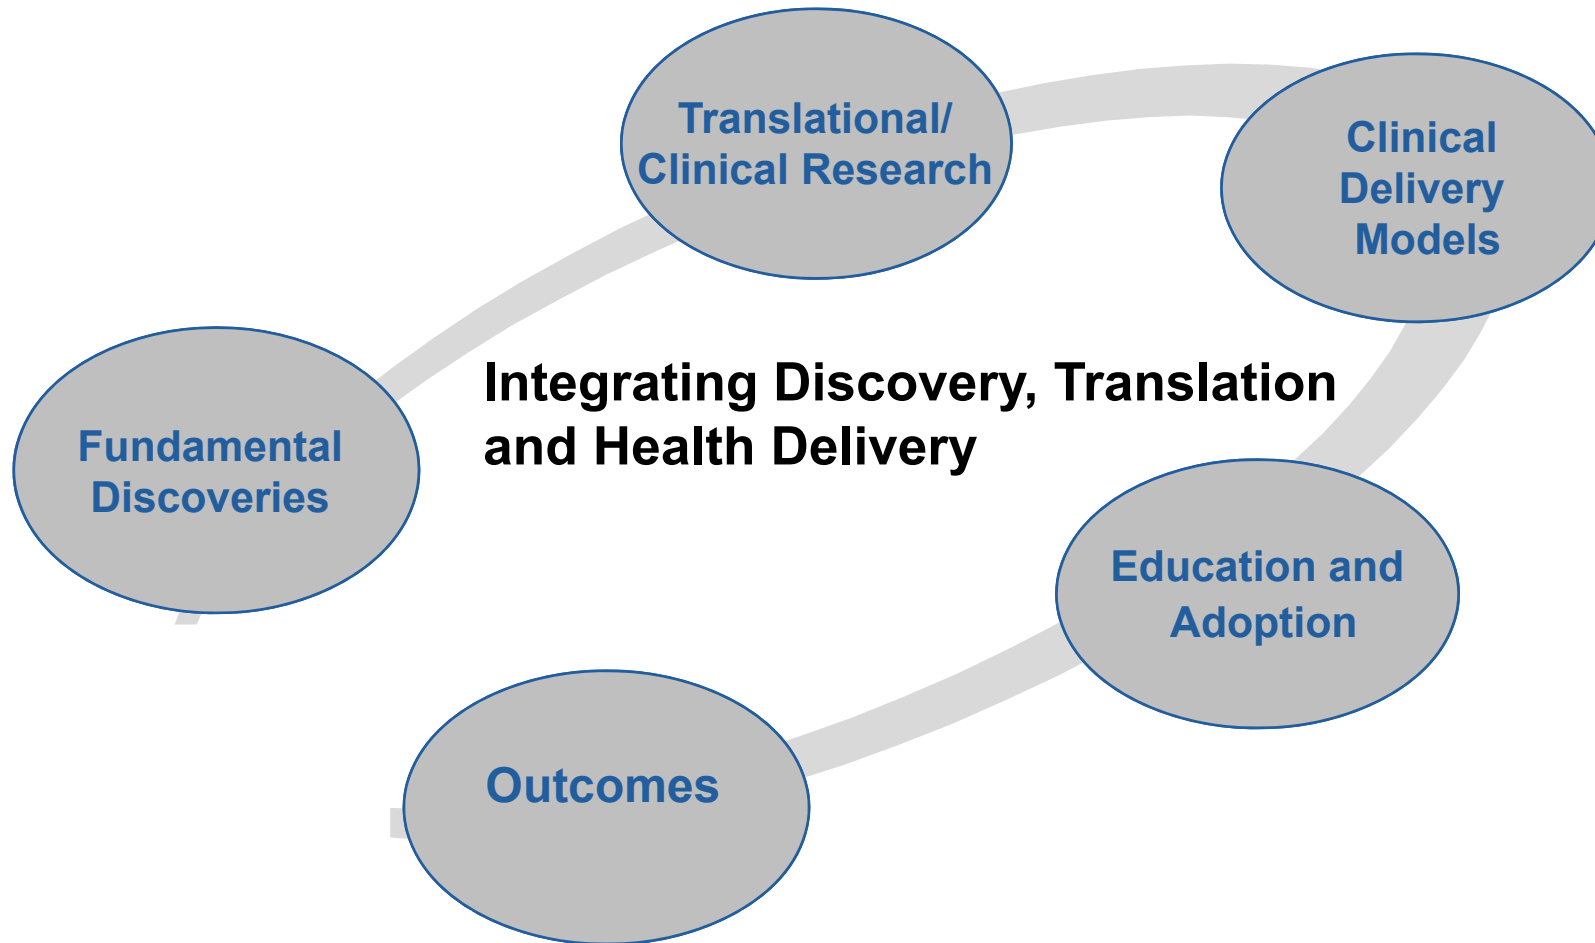 Translational/
Clinical Research
Clinical
Delivery
Models
Integrating Discovery, Translation
and Health Delivery
Fundamental
Discoveries
Education and
Adoption
Outcomes